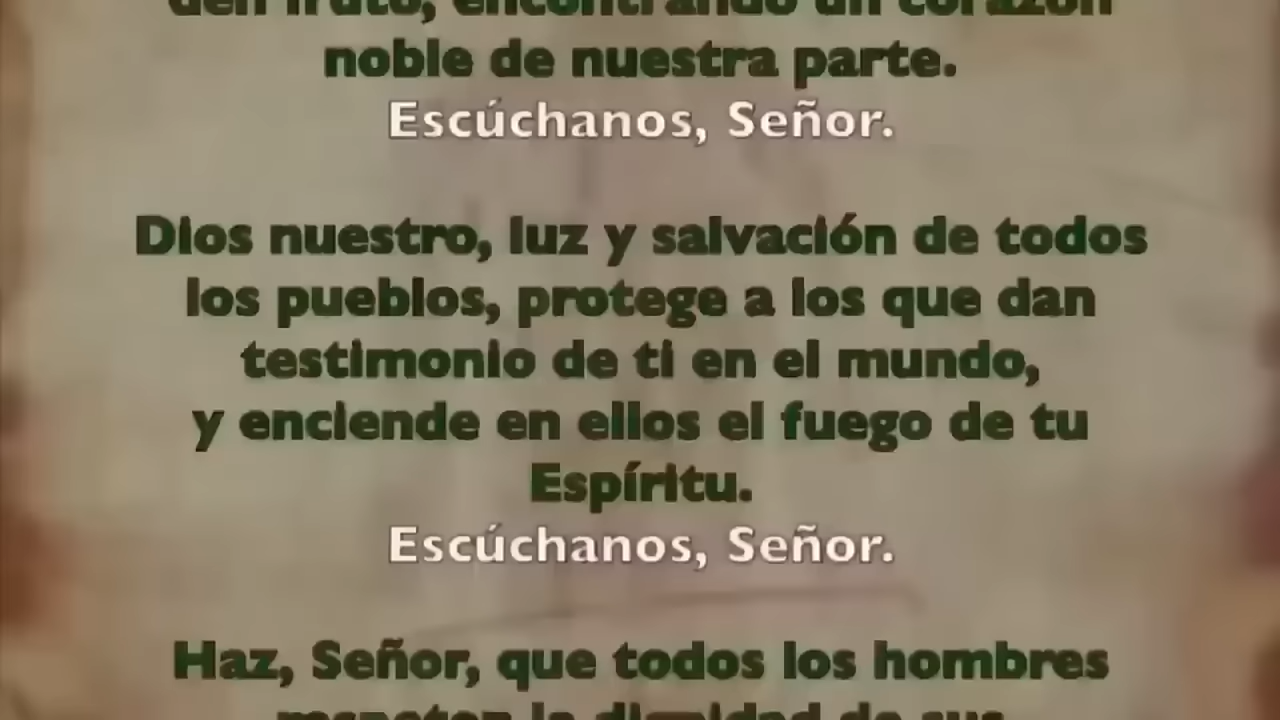 den fruto, encontrando un corazón
noble de nuestra parte.
Escúchanos, Señor.
Dios nuestro, luz y salvación de todos
los pueblos, protege a los que dan
testimonio de ti en el mundo,
y enciende en ellos el fuego de tu
Espíritu.
Escúchanos, Señor.
Haz, Señor, que todos los hombres
respeten la dignidad de sus